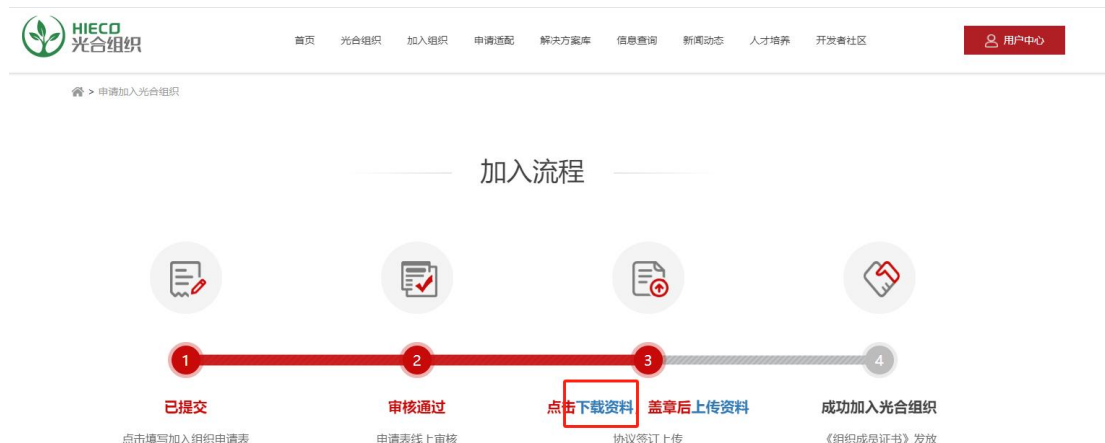 HIECO
光合组织
首页 光合组织 加入组织 申请适配 解决方案库 信息查询 新闻动态 人才培养 开发者社区 用户中心
> 申请加入光合组织
加入流程
1 2 3 4
已提交 审核通过 点击下载资料，盖章后上传资料 成功加入光合组织
点击填写加入组织申请表 申请表线上审核 协议签订上传 《组织成员证书》发放